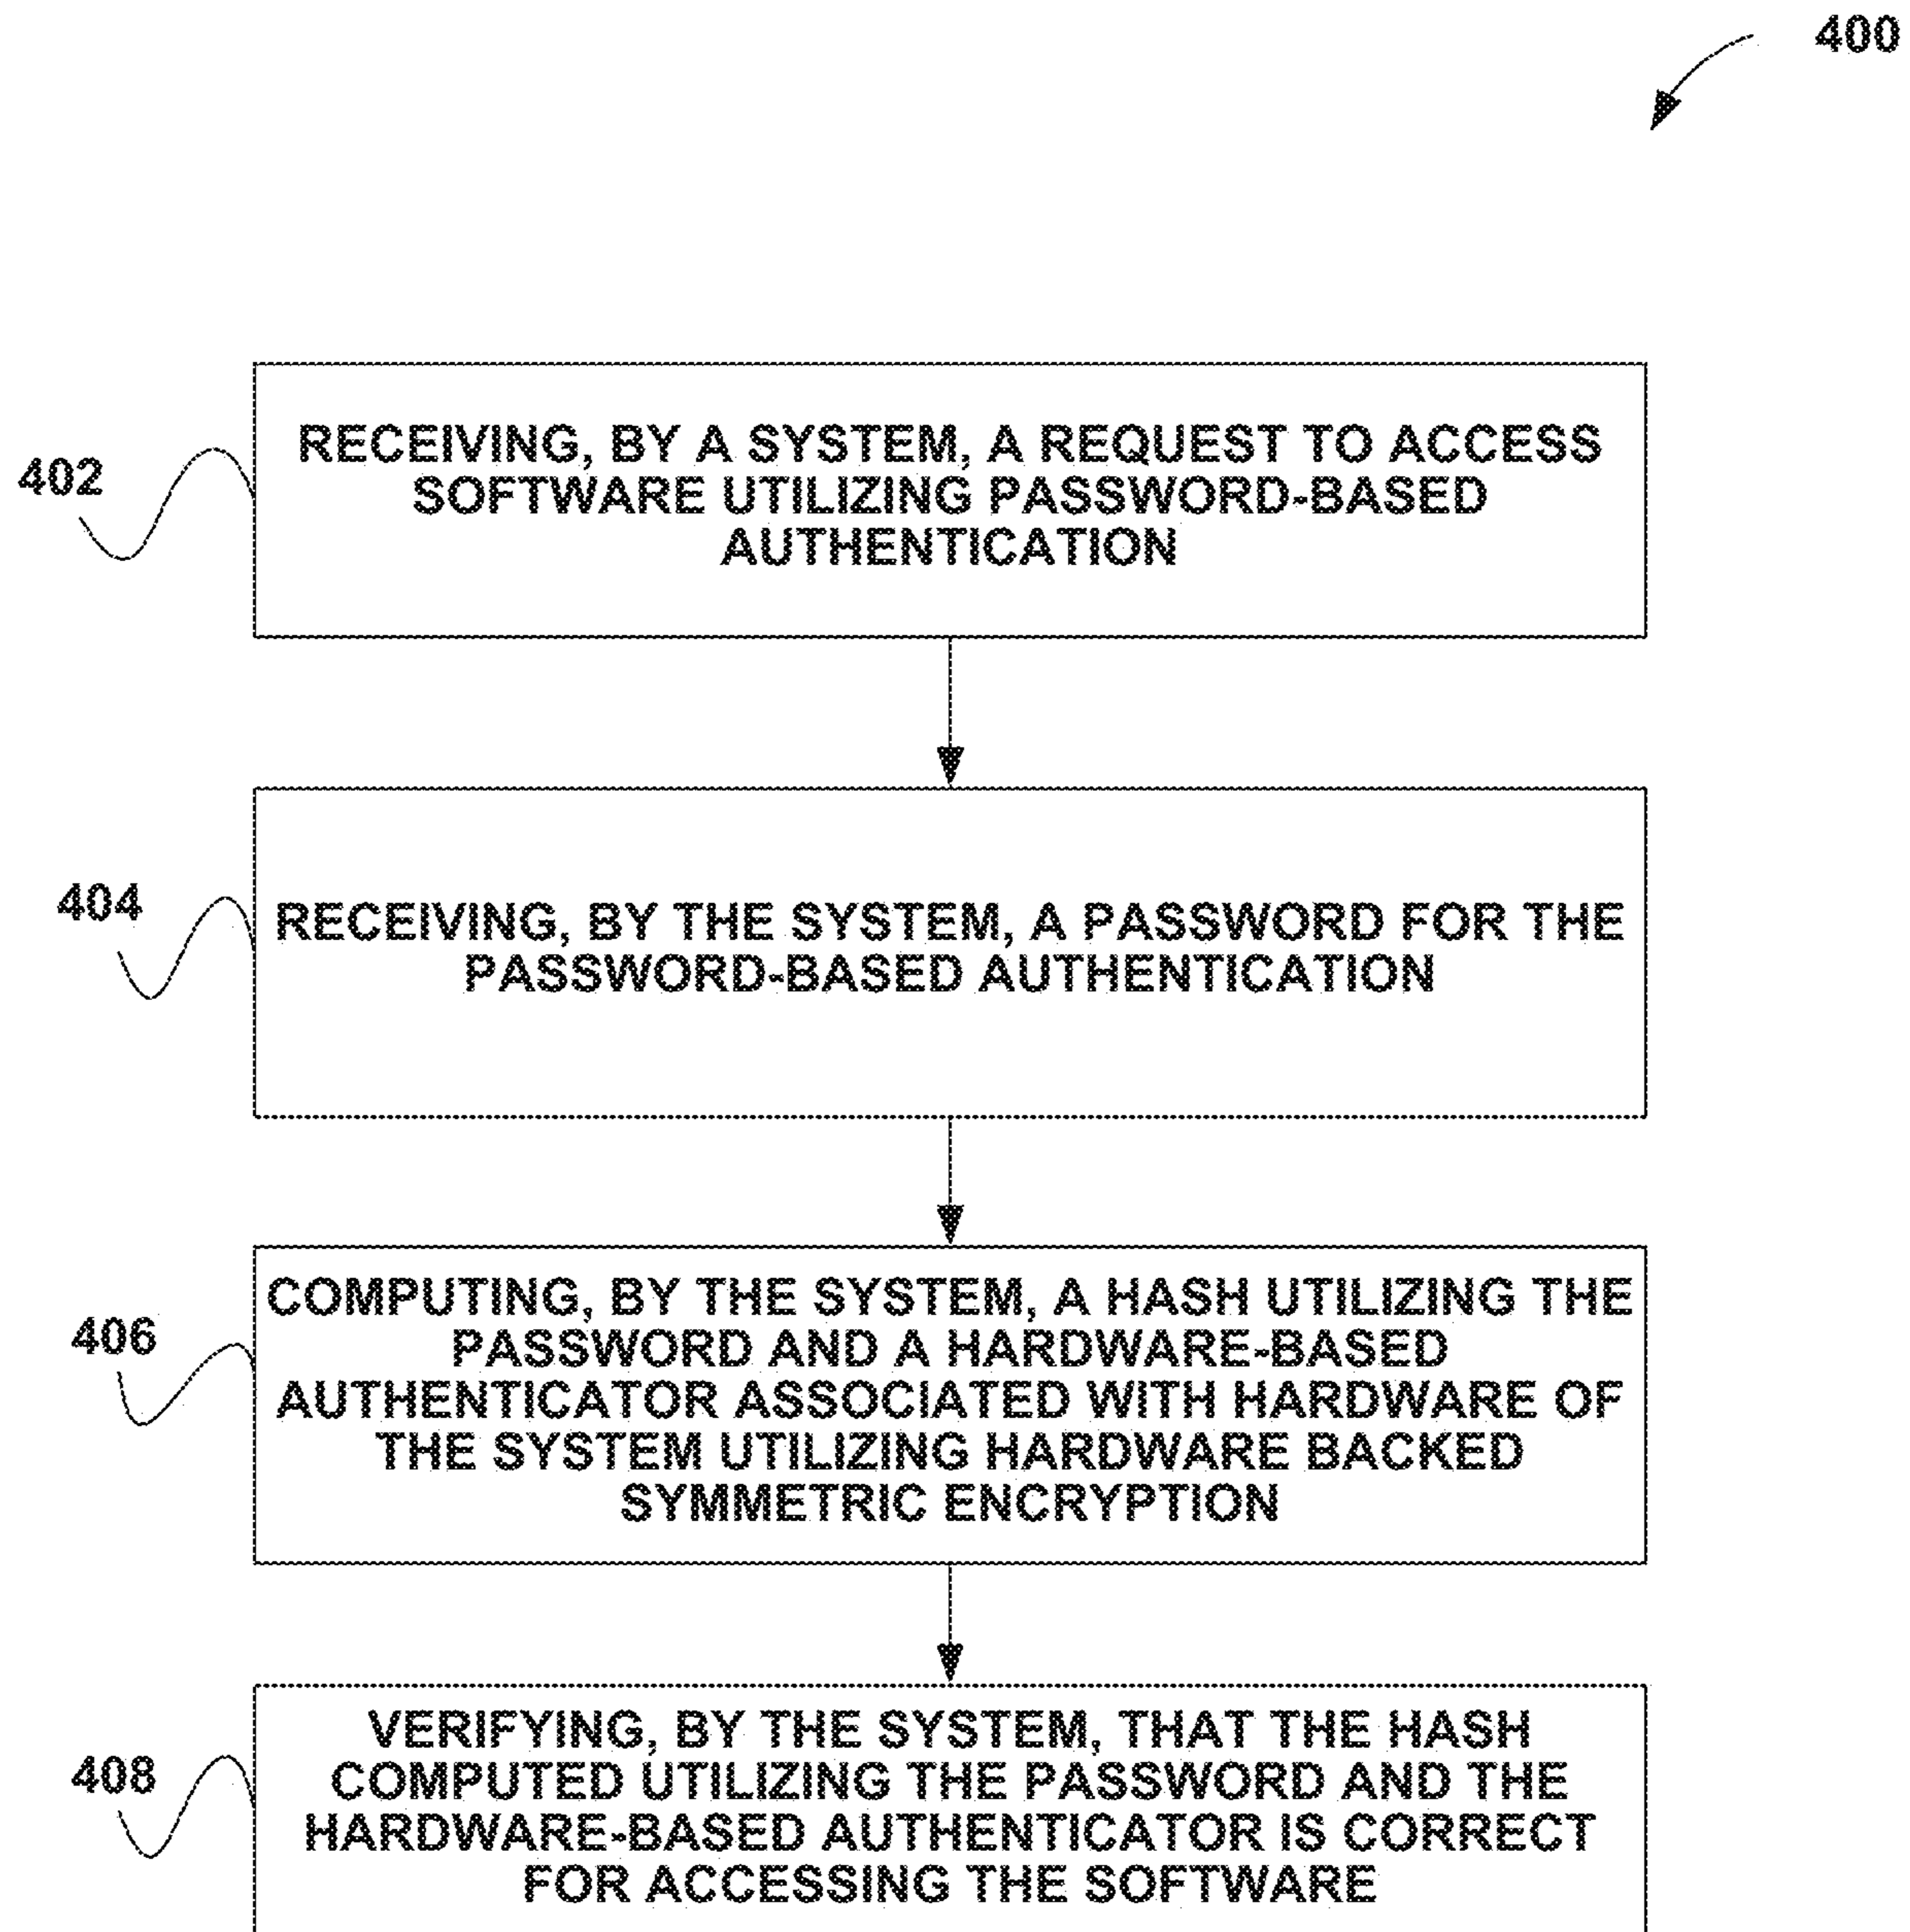 400
402
RECEIVING, BY A SYSTEM, A REQUEST TO ACCESS
SOFTWARE UTILIZING PASSWORD-BASED
AUTHENTICATION
404
RECEIVING, BY THE SYSTEM, A PASSWORD FOR THE
PASSWORD-BASED AUTHENTICATION
406
COMPUTING, BY THE SYSTEM, A HASH UTILIZING THE
PASSWORD AND A HARDWARE-BASED
AUTHENTICATOR ASSOCIATED WITH HARDWARE OF
THE SYSTEM UTILIZING HARDWARE BACKED
SYMMETRIC ENCRYPTION
408
VERIFYING, BY THE SYSTEM, THAT THE HASH
COMPUTED UTILIZING THE PASSWORD AND THE
HARDWARE-BASED AUTHENTICATOR IS CORRECT
FOR ACCESSING THE SOFTWARE